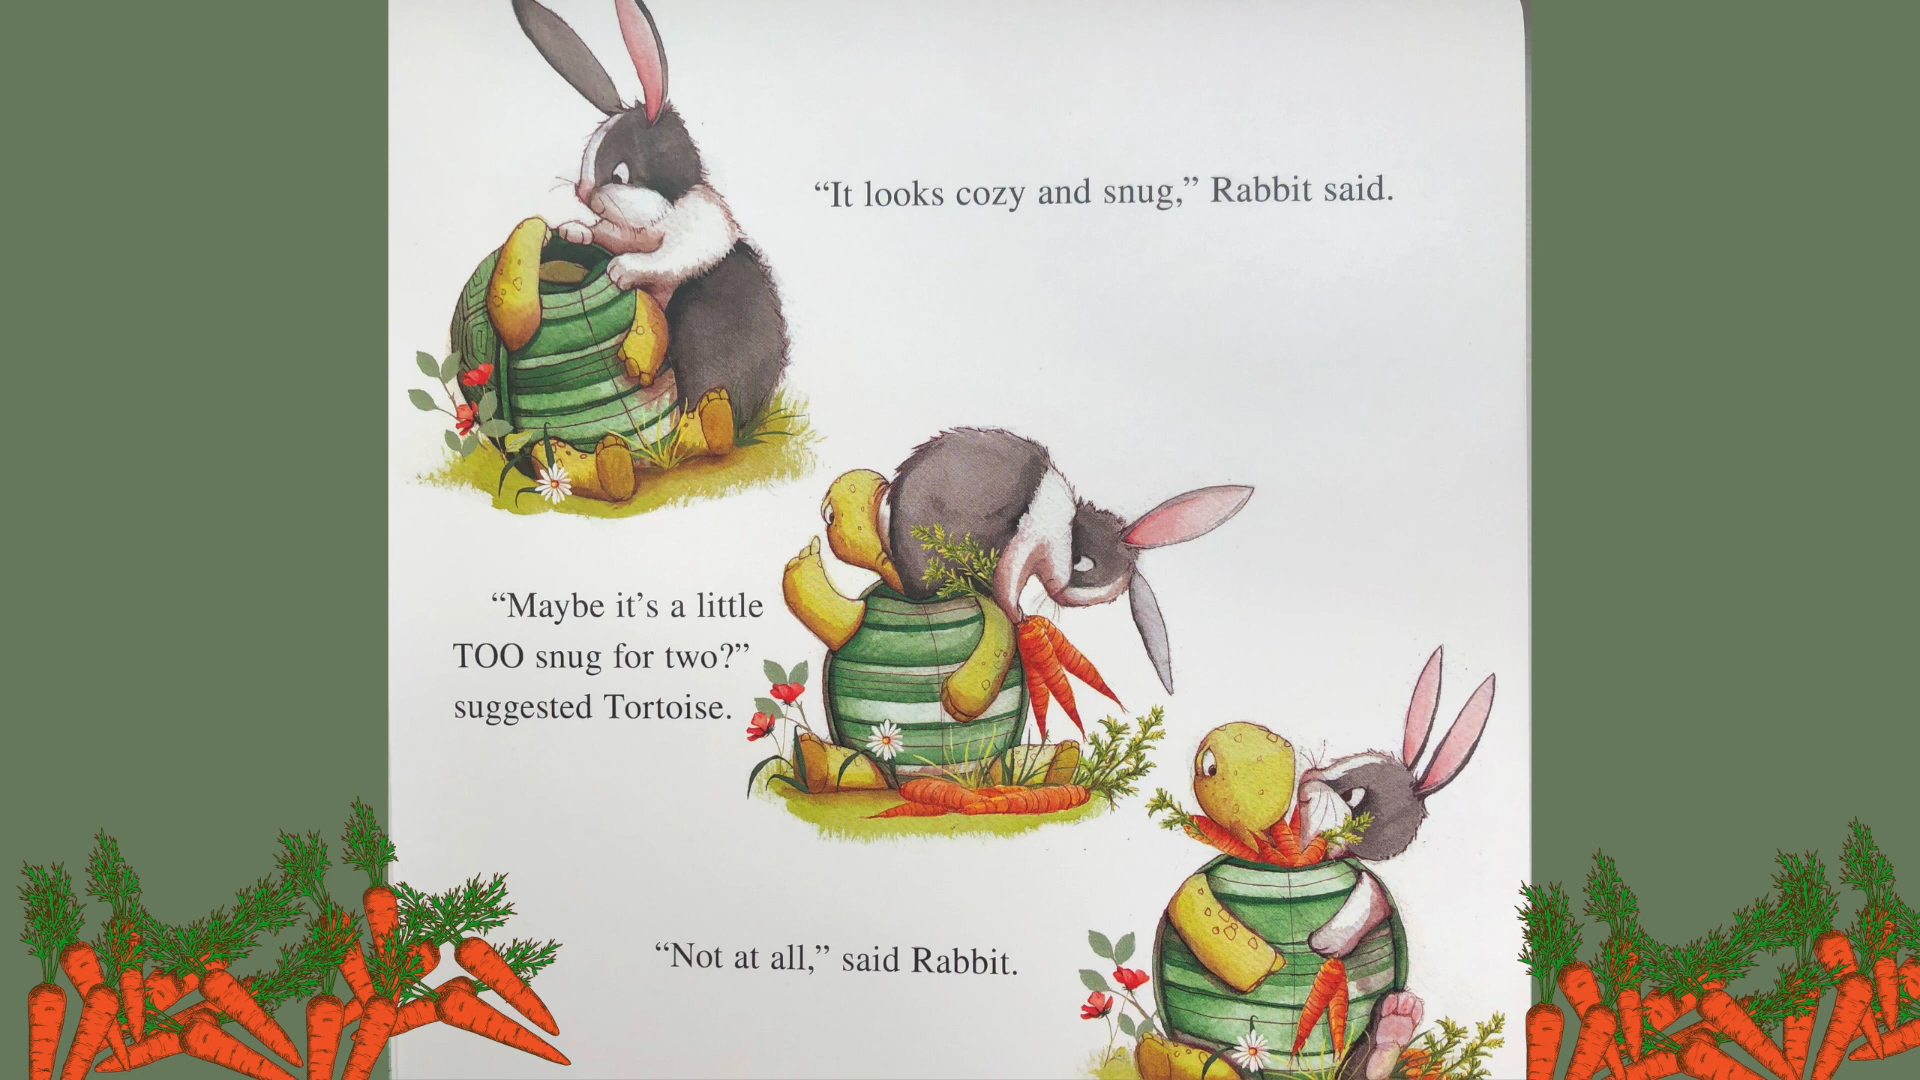 “It looks cozy and snug,” Rabbit said.
“Maybe it’s a little
TOO snug for two?”
suggested Tortoise.
“Not at all,” said Rabbit.